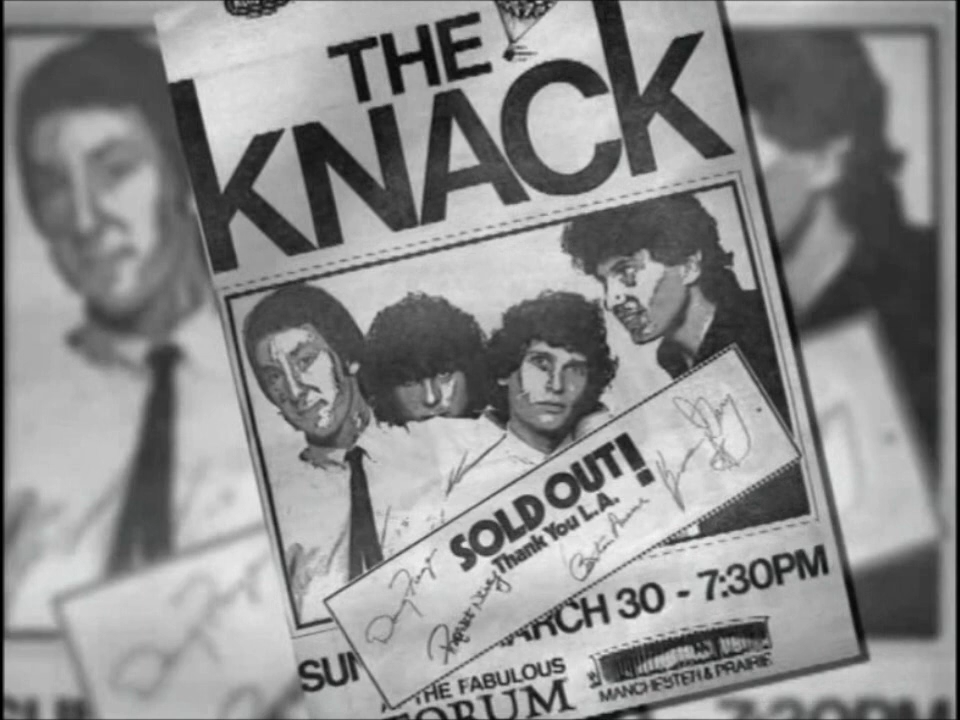 THE
KNACK
SOLD OUT!
Thank You L.A.
SUN
ARCH 30 - 7:30PM
THE FABULOUS
FORUM
MANCHESTER & PRAIRIE